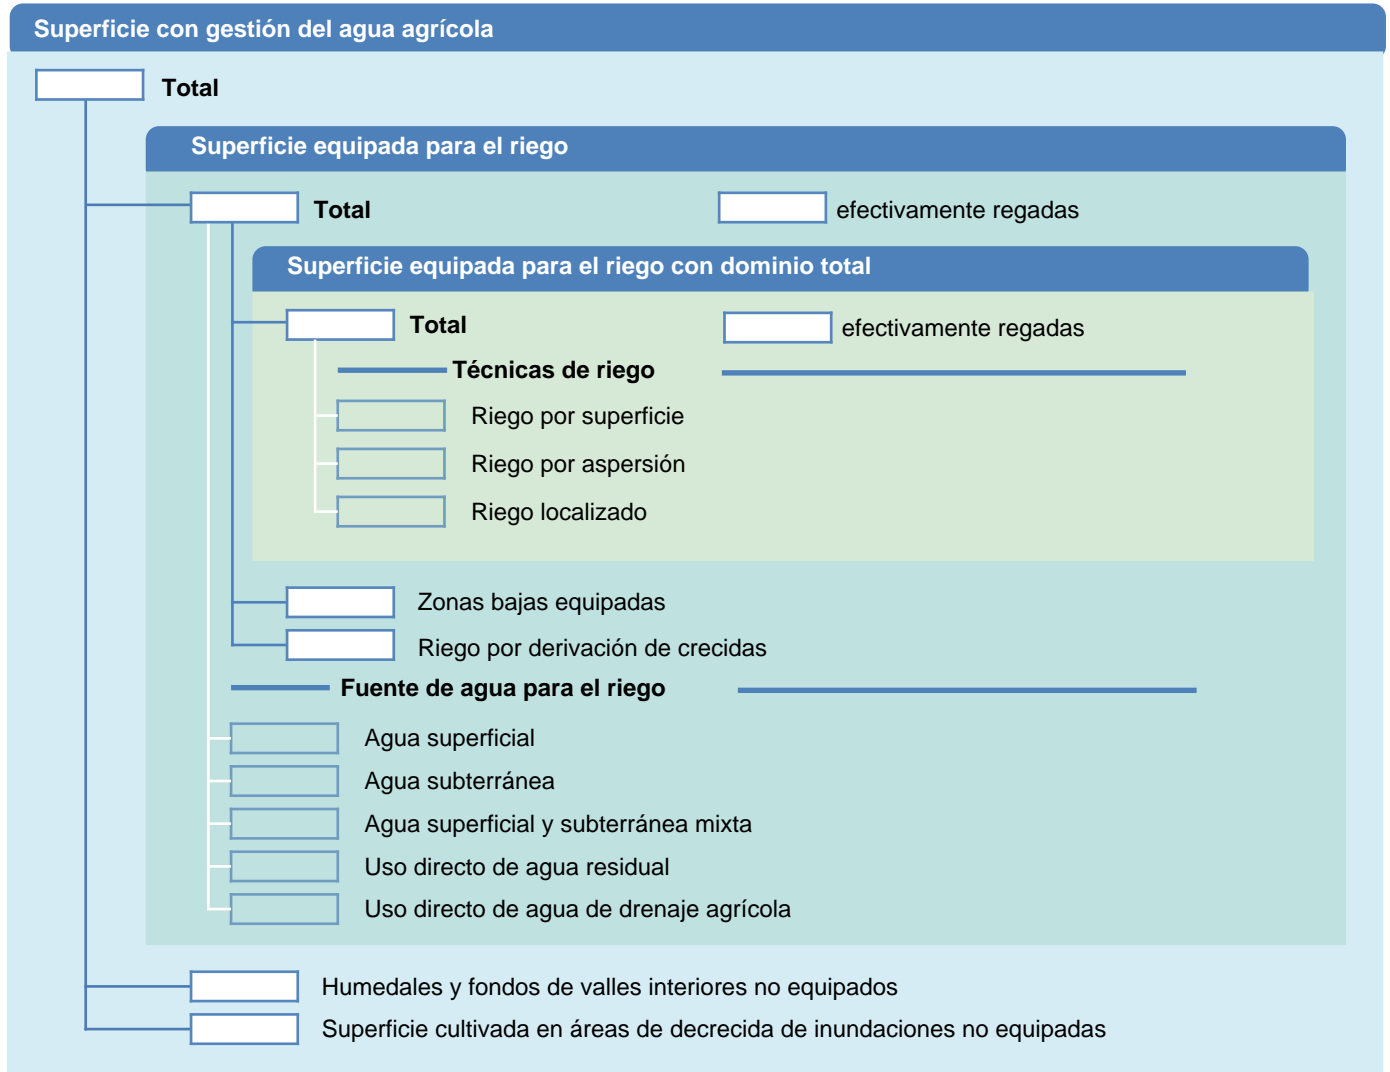 Superficie con gestión del agua agrícola
Total
Superficie equipada para el riego
Total
efectivamente regadas
Superficie equipada para el riego con dominio total
Total
efectivamente regadas
Técnicas de riego
Riego por superficie
Riego por aspersión
Riego localizado
Zonas bajas equipadas
Riego por derivación de crecidas
Fuente de agua para el riego
Agua superficial
Agua subterránea
Agua superficial y subterránea mixta
Uso directo de agua residual
Uso directo de agua de drenaje agrícola
Humedales y fondos de valles interiores no equipados
Superficie cultivada en áreas de decrecida de inundaciones no equipadas